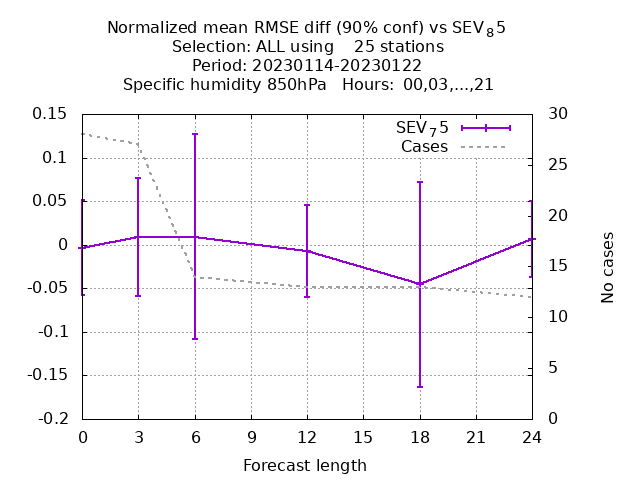 Normalized mean RMSE diff (90% conf) vs SEV₈5
Selection: ALL using    25 stations
Period: 20230114-20230122
Specific humidity 850hPa   Hours: 00,03,...,21
SEV₇5
Cases
0.15
0.1
0.05
0
-0.05
-0.1
-0.15
-0.2
30
25
20
15
10
5
0
No cases
0 3 6 9 12 15 18 21 24
Forecast length